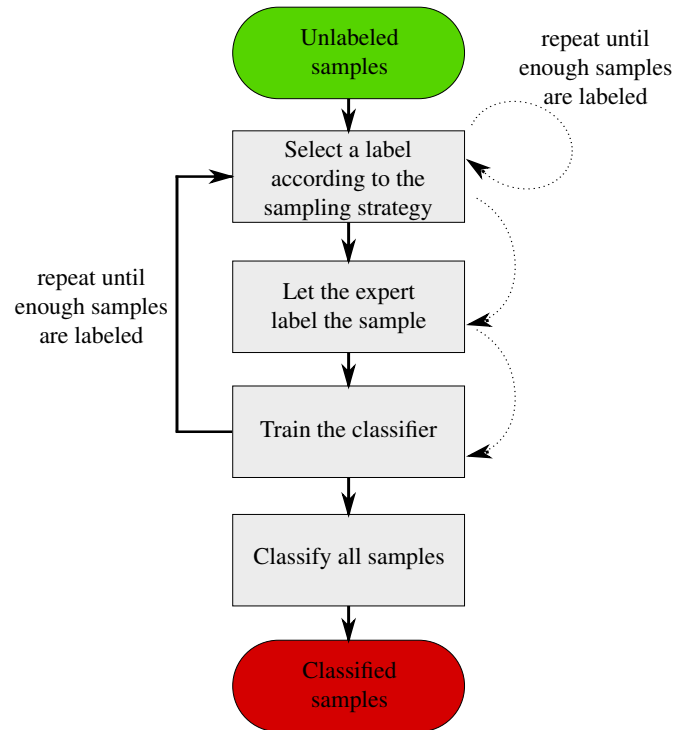 Unlabeled
samples
repeat until
enough samples
are labeled
Select a label
according to the
sampling strategy
repeat until
enough samples
are labeled
Let the expert
label the sample
Train the classifier
Classify all samples
Classified
samples